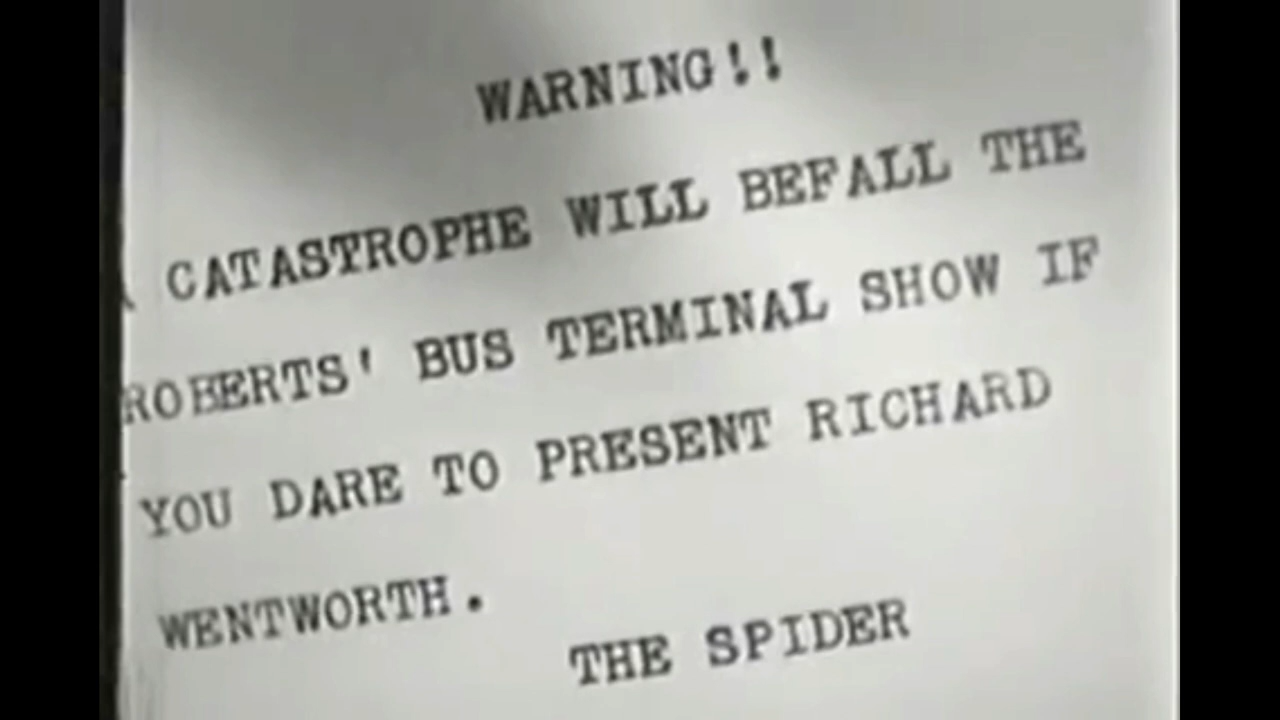 WARNING!!
A CATASTROPHE WILL BEFALL THE
ROBERTS' BUS TERMINAL SHOW IF
YOU DARE TO PRESENT RICHARD
WENTWORTH.
THE SPIDER